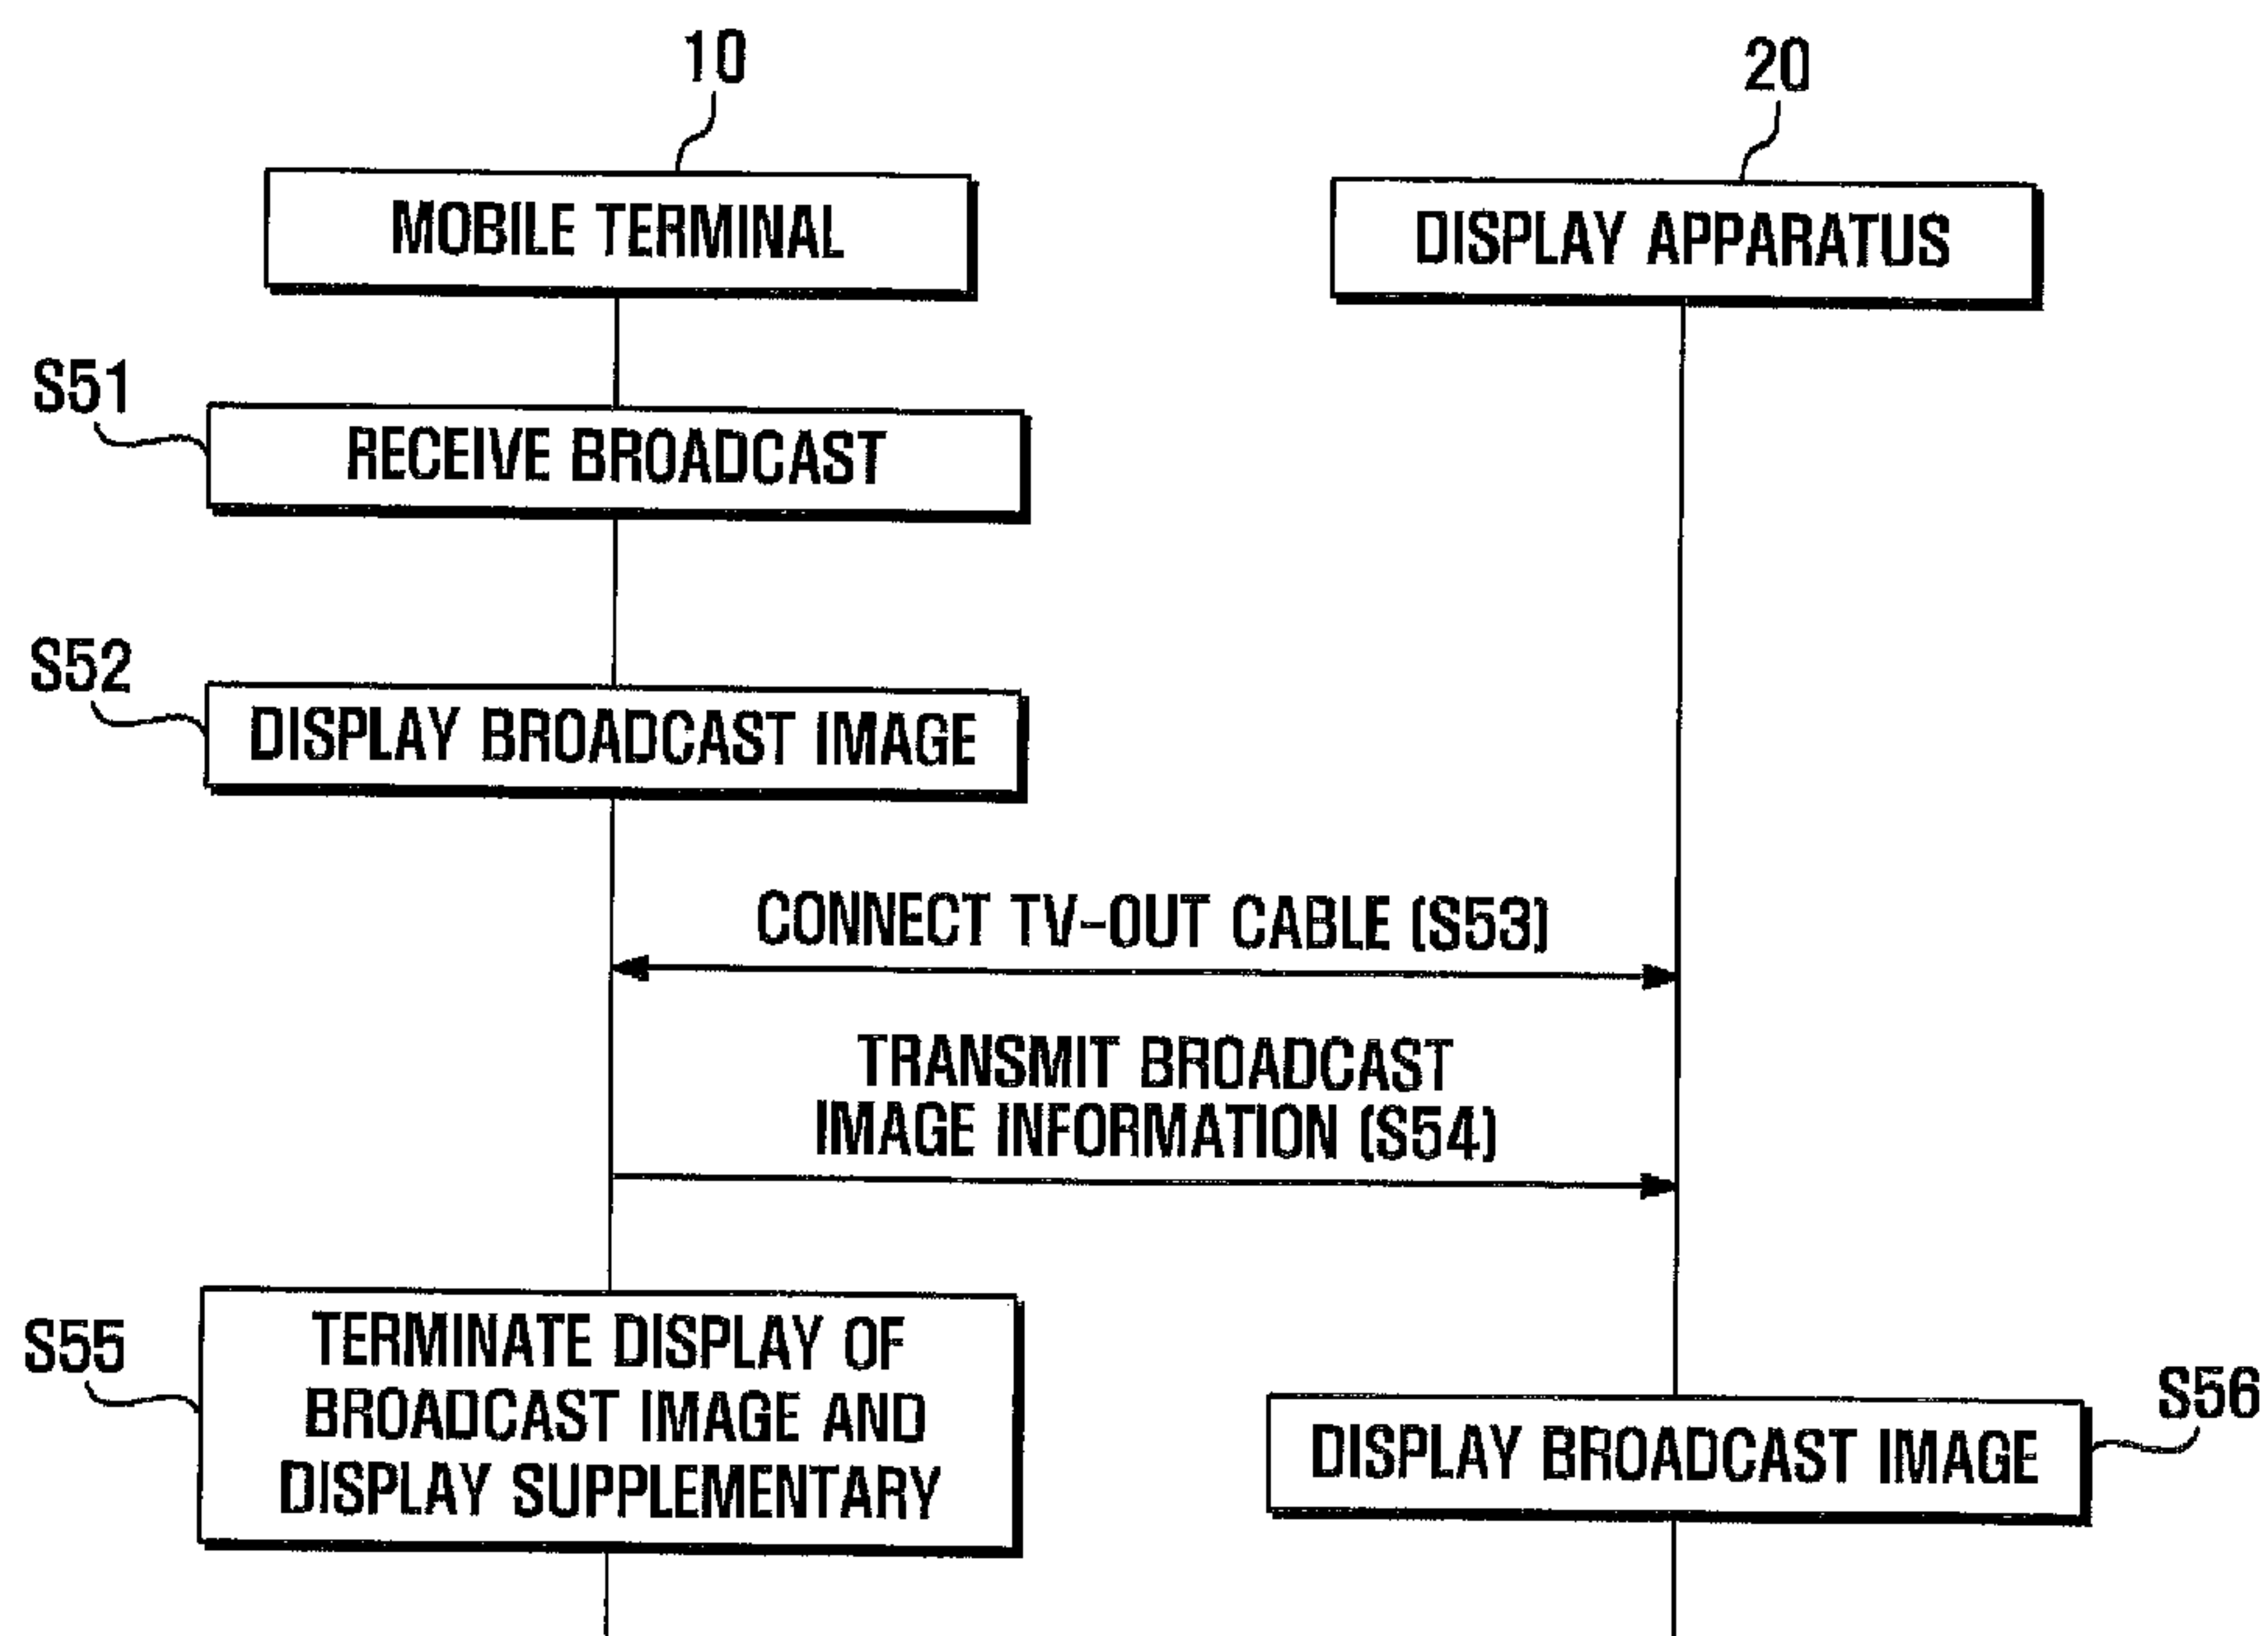 10
20
MOBILE TERMINAL
DISPLAY APPARATUS
S51
RECEIVE BROADCAST
S52
DISPLAY BROADCAST IMAGE
CONNECT TV-OUT CABLE (S53)
TRANSMIT BROADCAST
IMAGE INFORMATION (S54)
S55
TERMINATE DISPLAY OF
BROADCAST IMAGE AND
DISPLAY SUPPLEMENTARY
S56
DISPLAY BROADCAST IMAGE